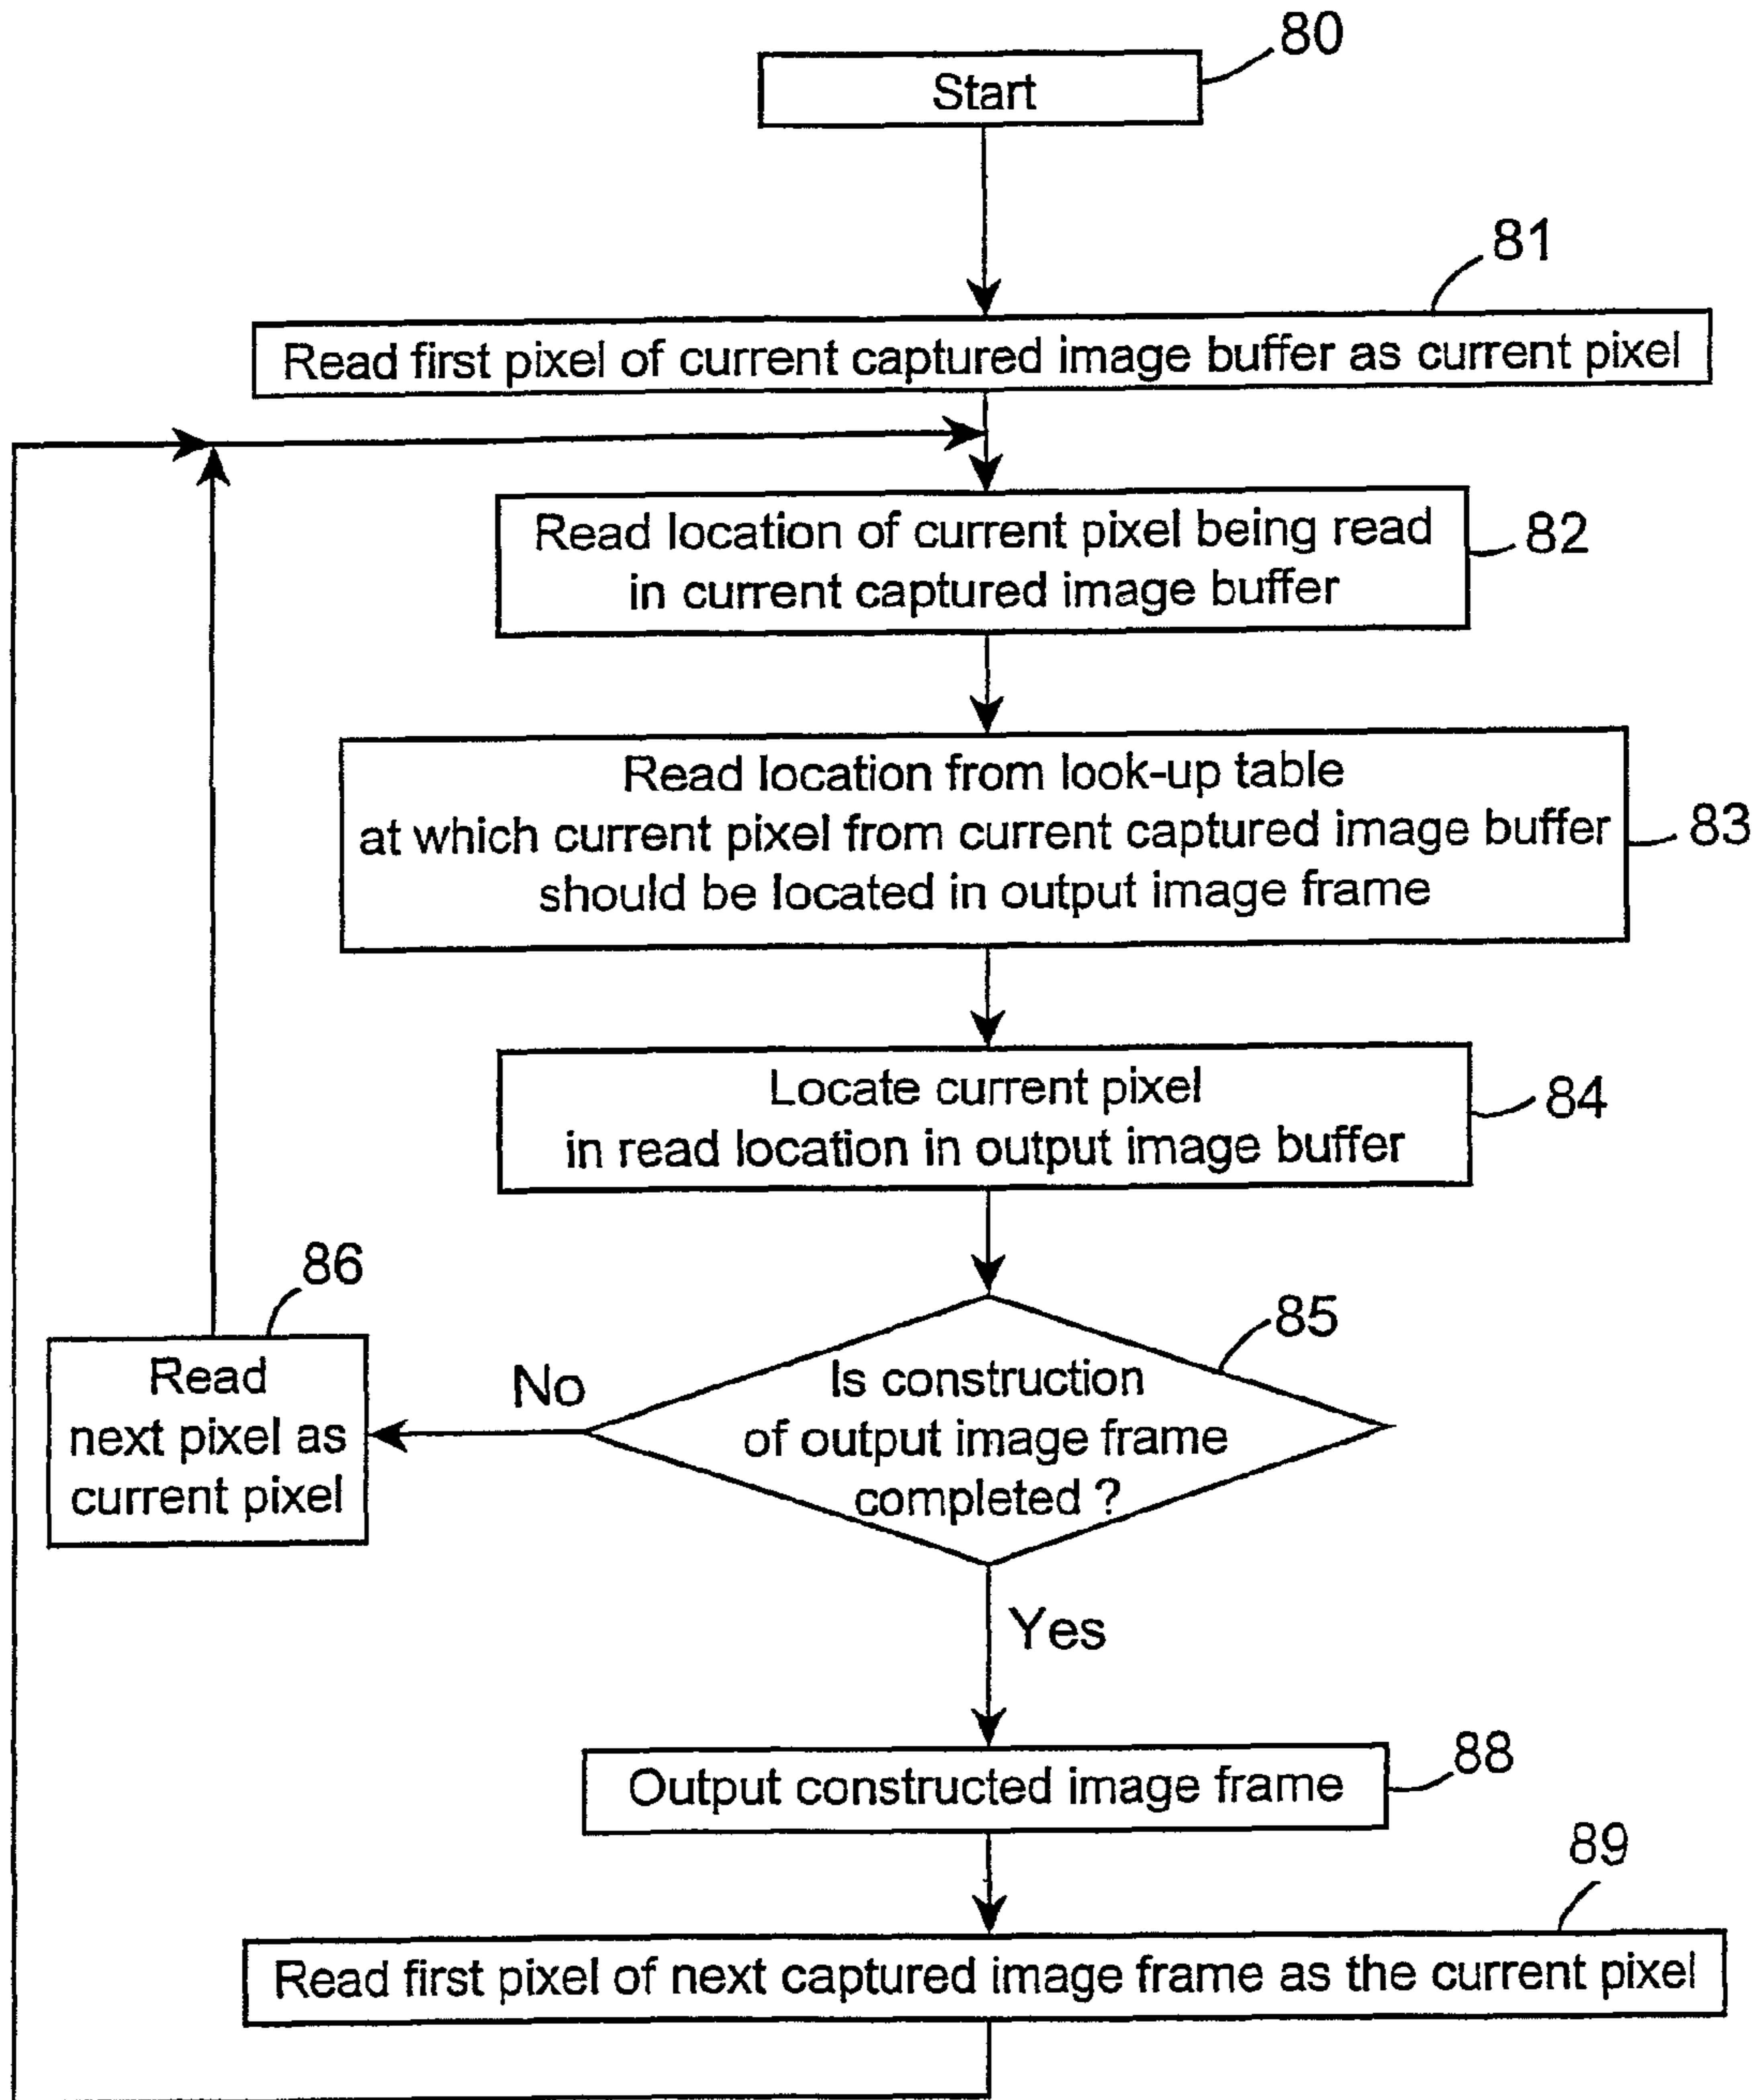 80
Start
81
Read first pixel of current captured image buffer as current pixel
Read location of current pixel being read
in current captured image buffer
82
Read location from look-up table
at which current pixel from current captured image buffer
should be located in output image frame
83
Locate current pixel
in read location in output image buffer
84
86
Read
next pixel as
current pixel
No
85
Is construction
of output image frame
completed ?
Yes
Output constructed image frame
88
89
Read first pixel of next captured image frame as the current pixel